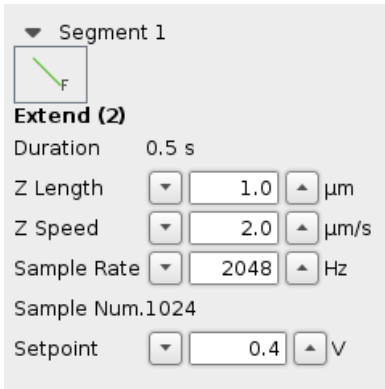 Segment 1
F
Extend (2)
Duration 0.5 s
Z Length 1.0 μm
Z Speed 2.0 μm/s
Sample Rate 2048 Hz
Sample Num.1024
Setpoint 0.4 V